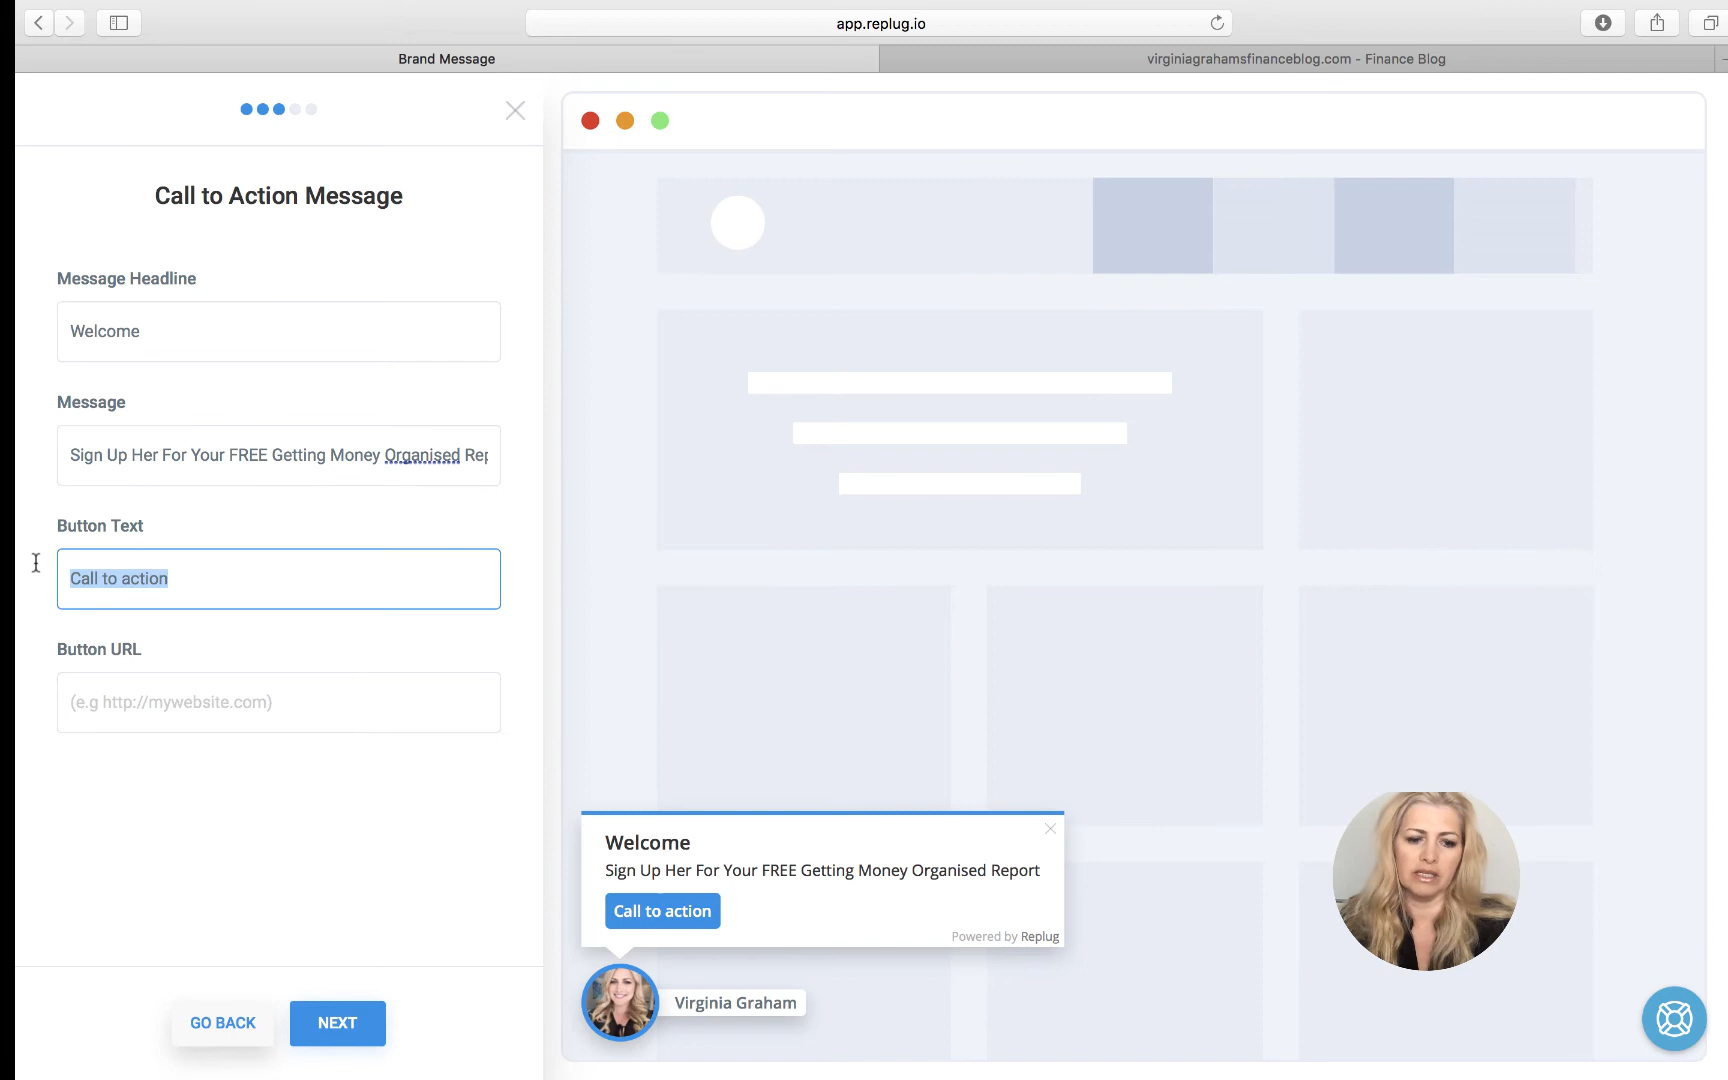 app.replug.io
Brand Message
virginiagrahamsfinanceblog.com - Finance Blog
Call to Action Message
Message Headline
Welcome
Message
Sign Up Her For Your FREE Getting Money Organised Rep
Button Text
Call to action
Button URL
(e.g http://mywebsite.com)
GO BACK
NEXT
Welcome
Sign Up Her For Your FREE Getting Money Organised Report
Call to action
Powered by Replug
Virginia Graham